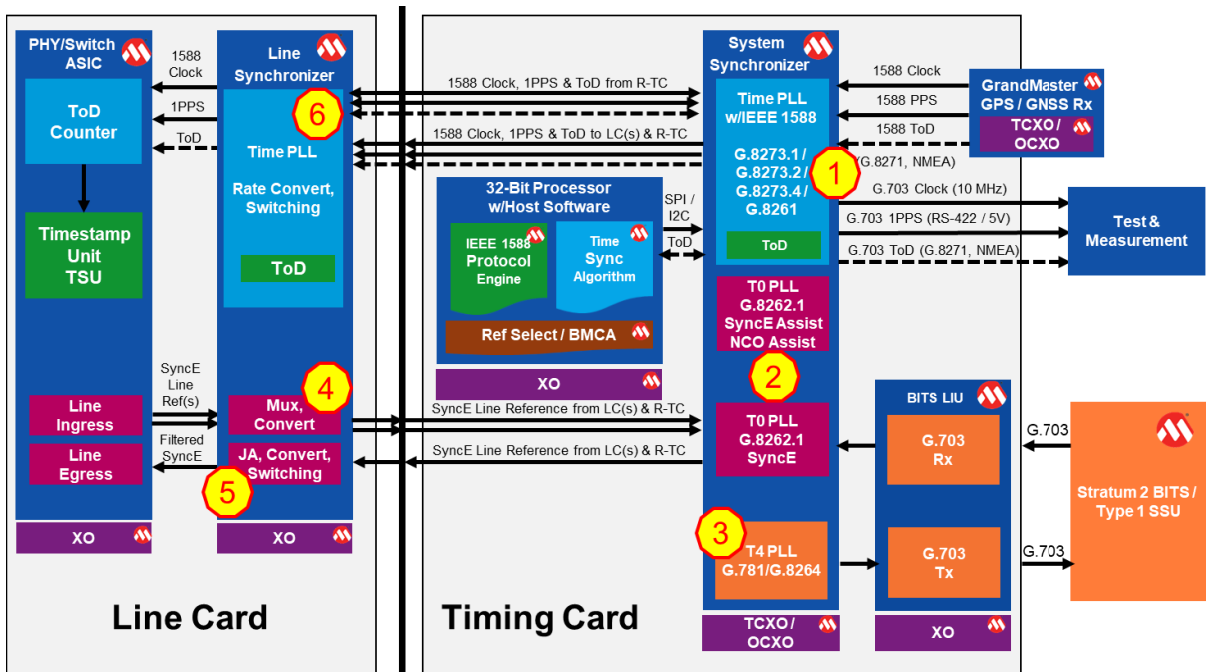 PHY/Switch
ASIC
ToD
Counter
Timestamp
Unit
TSU
Line
Ingress
Line
Egress
XO
1588
Clock
1PPS
ToD
SyncE
Line
Ref(s)
Filtered
SyncE
Line
Synchronizer
6
Time PLL
Rate Convert,
Switching
ToD
4
Mux,
Convert
JA, Convert,
Switching
5
XO
Line Card
1588 Clock, 1PPS & ToD from R-TC
1588 Clock, 1PPS & ToD to LC(s) & R-TC
32-Bit Processor
w/Host Software
IEEE 1588
Protocol
Engine
Time
Sync
Algorithm
Ref Select / BMCA
XO
SPI /
I2C
ToD
SyncE Line Reference from LC(s) & R-TC
SyncE Line Reference from LC(s) & R-TC
Timing Card
System
Synchronizer
Time PLL
w/IEEE 1588
G.8273.1 /
G.8273.2 /
G.8273.4 /
G.8261
1
ToD
T0 PLL
G.8262.1
SyncE Assist
NCO Assist
2
T0 PLL
G.8262.1
SyncE
3
T4 PLL
G.781/G.8264
TCXO /
OCXO
1588 Clock
1588 PPS
1588 ToD
(G.8271, NMEA)
G.703 Clock (10 MHz)
G.703 1PPS (RS-422 / 5V)
G.703 ToD (G.8271, NMEA)
GrandMaster
GPS / GNSS Rx
TCXO /
OCXO
Test &
Measurement
BITS LIU
G.703
Rx
G.703
Tx
XO
G.703
G.703
Stratum 2 BITS /
Type 1 SSU